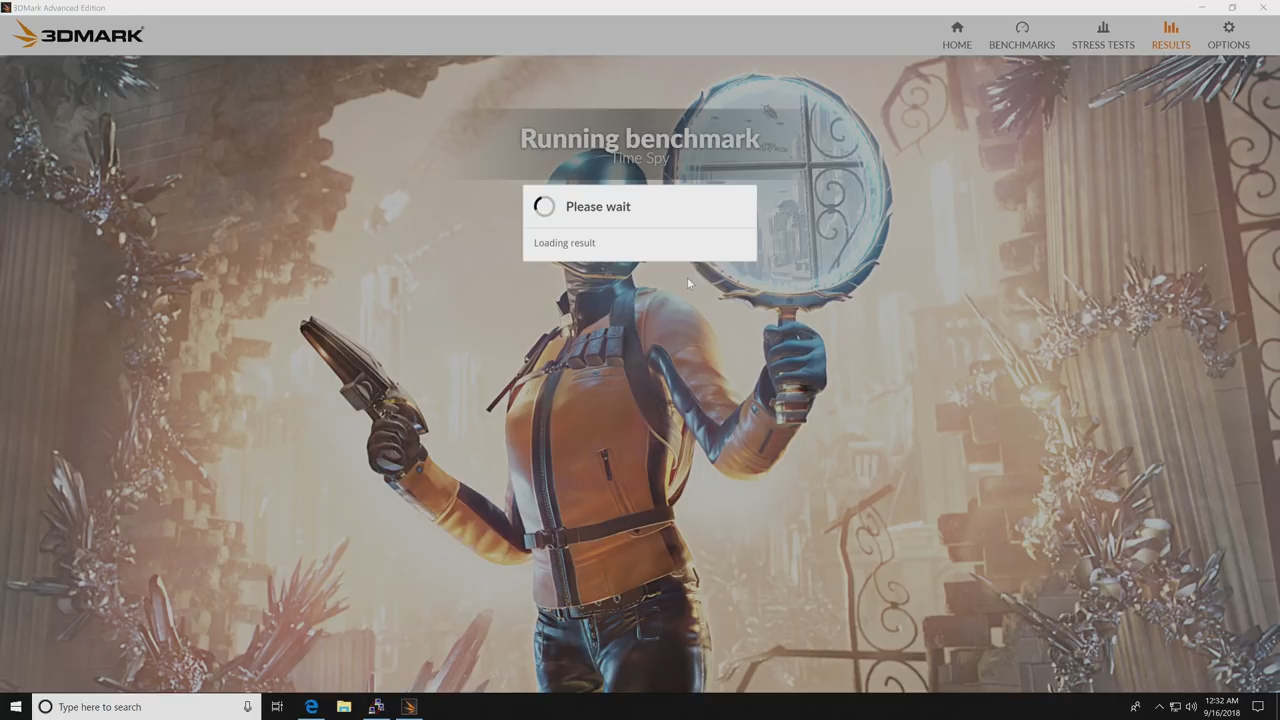 3DMark Advanced Edition
3DMARK
HOME
BENCHMARKS
STRESS TESTS
RESULTS
OPTIONS
Running benchmark
Time Spy
Please wait
Loading result
Type here to search
12:32 AM
9/16/2018